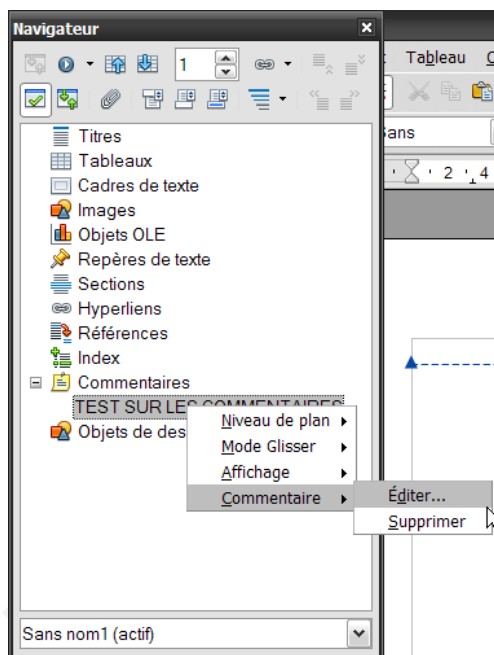 Navigateur
Tableau
1
ans
2 4
Titres
Tableaux
Cadres de texte
Images
Objets OLE
Repères de texte
Sections
Hyperliens
Références
Index
Commentaires
TEST SUR LES COMMENTAIRES
Objets de des
Niveau de plan
Mode Glisser
Affichage
Commentaire
Éditer...
Supprimer
Sans nom1 (actif)